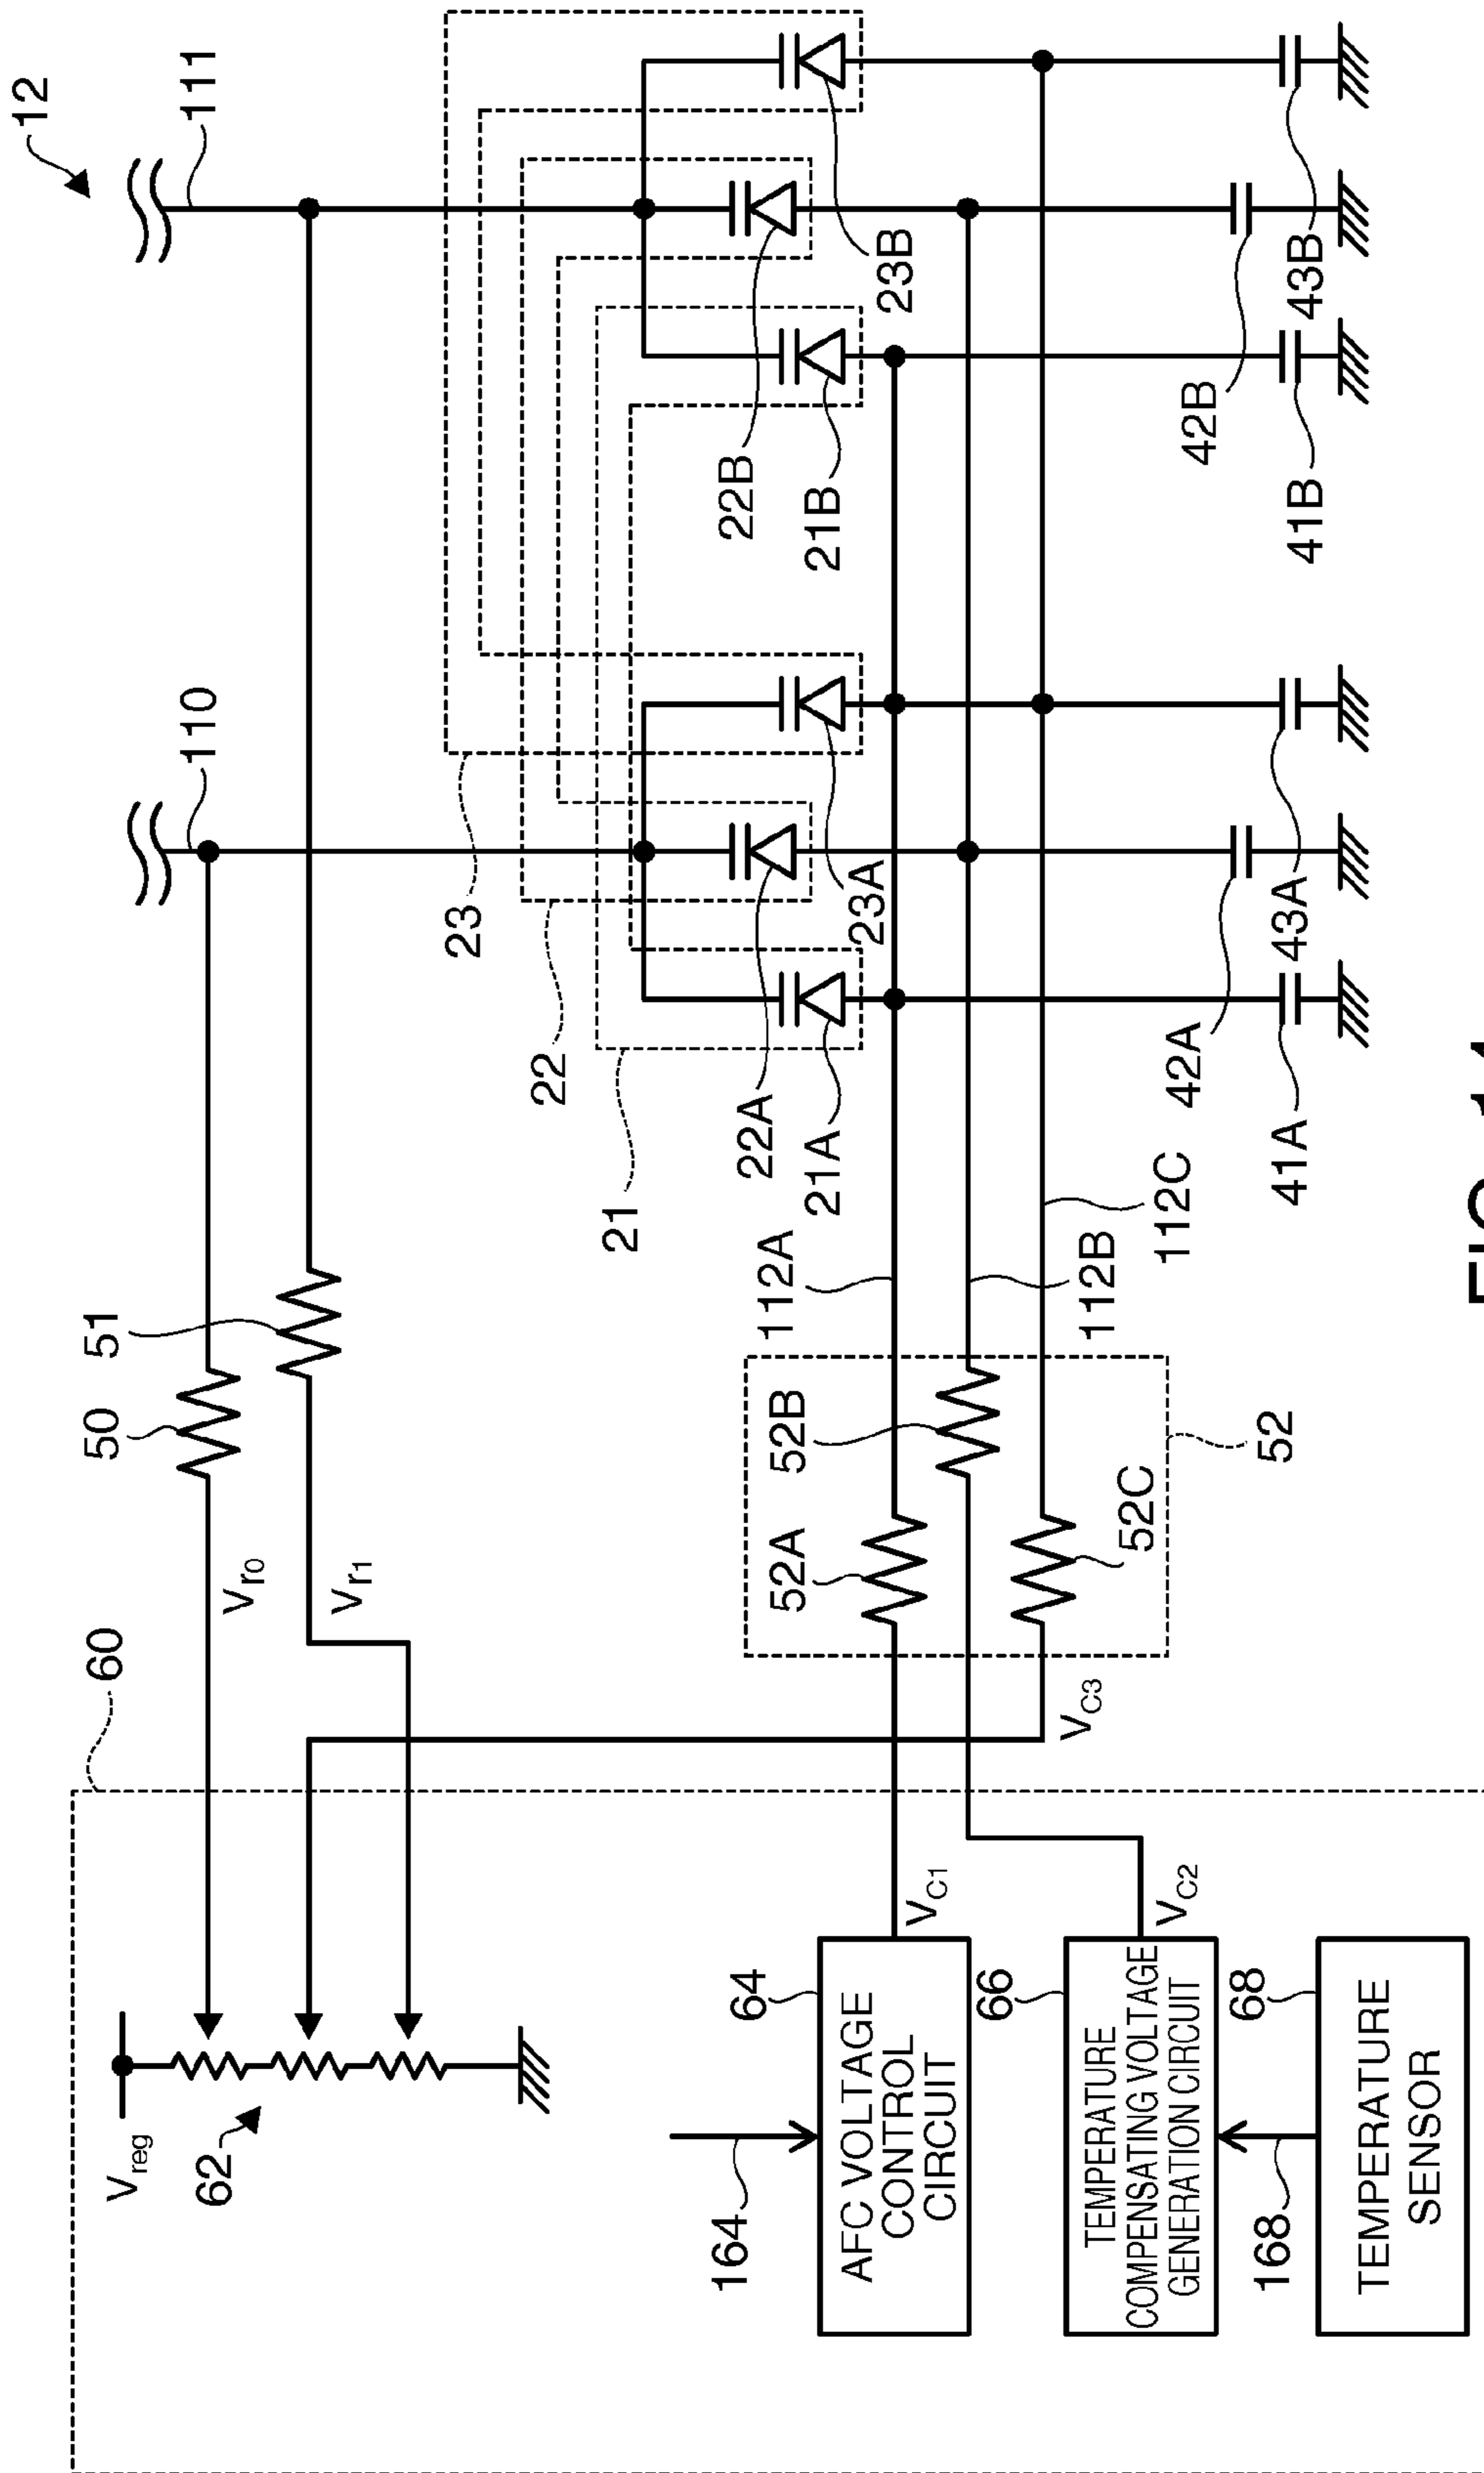 12
60
50
51
110
111
Vreg
62
Vr0
Vr1
23
22
21
22A
21A
23A
22B
21B
23B
112A
112B
112C
52A
52B
52C
52
VC3
VC1
VC2
164
64
AFC VOLTAGE
CONTROL
CIRCUIT
66
TEMPERATURE
COMPENSATING VOLTAGE
GENERATION CIRCUIT
168
68
TEMPERATURE
SENSOR
41A
42A
43A
41B
42B
43B